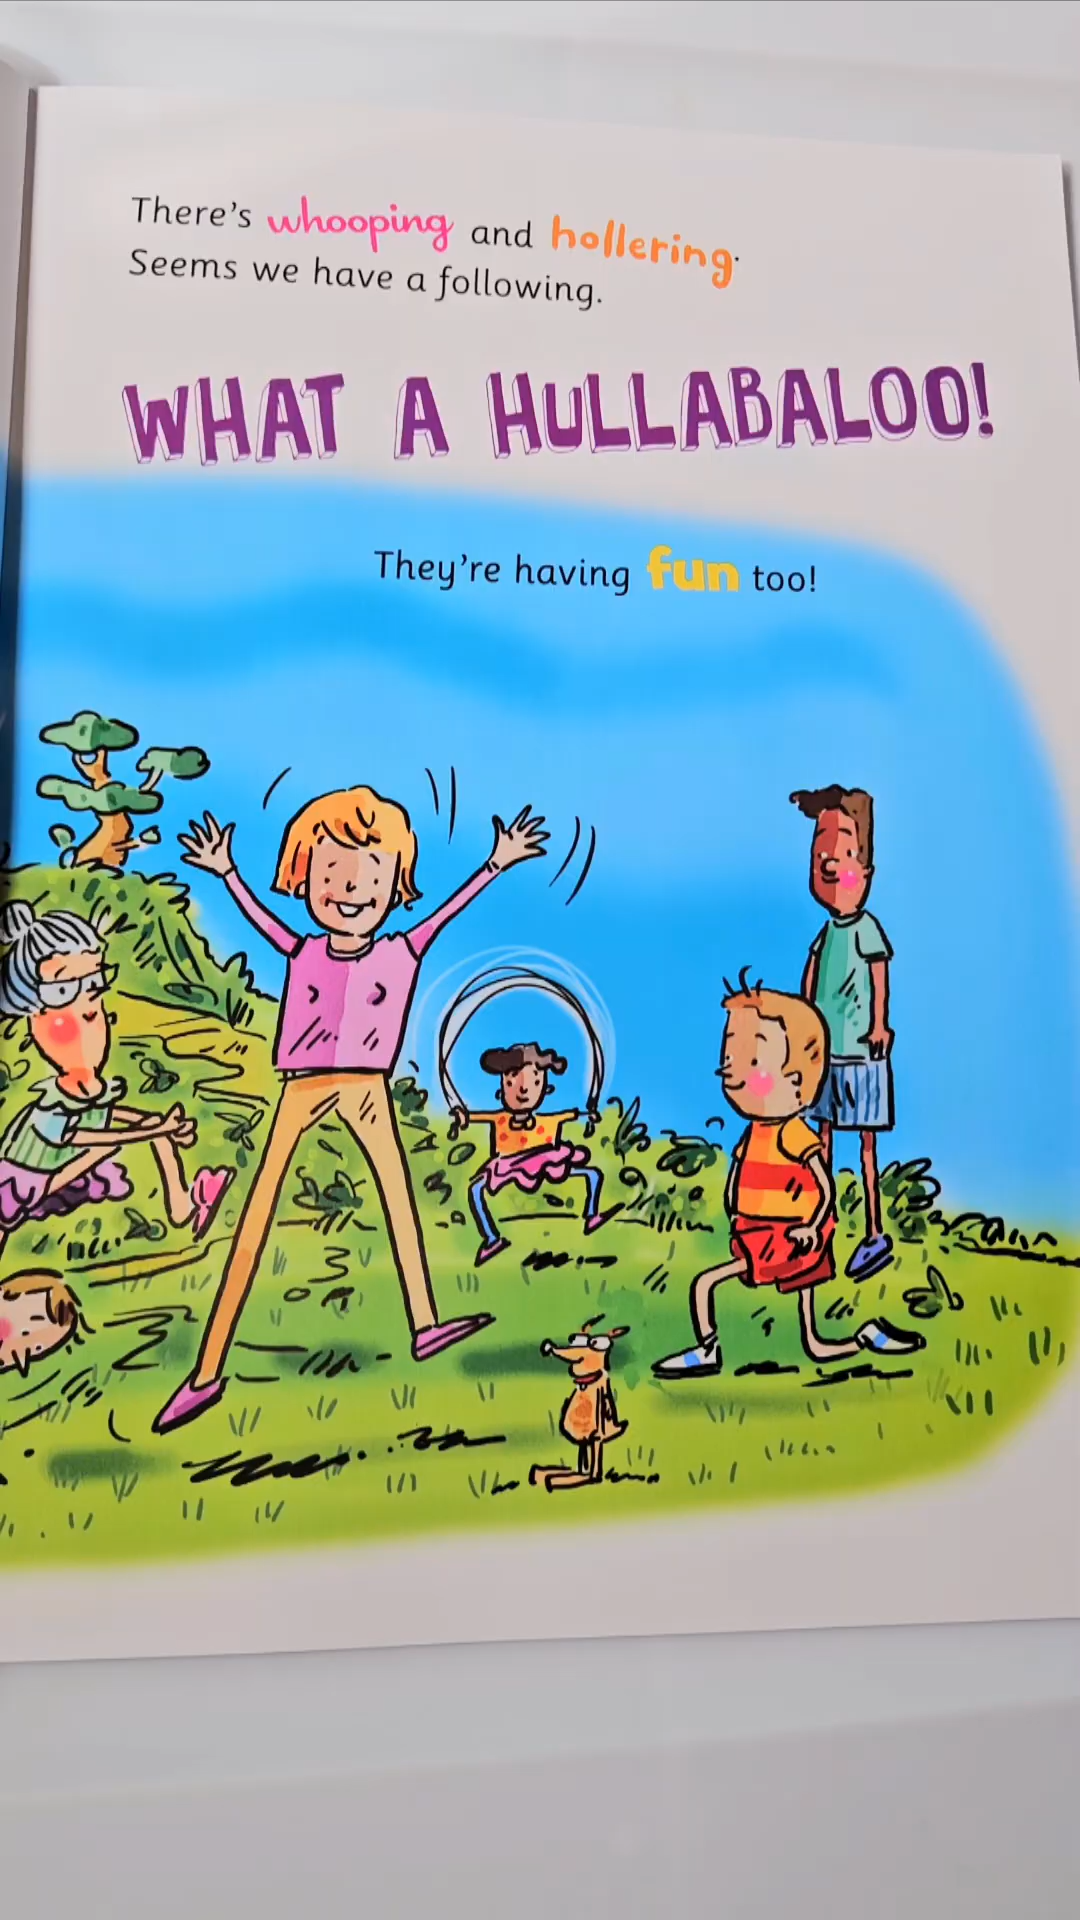 There's whooping and hollering.
Seems we have a following.
WHAT A HULLABALOO!
They're having fun too!